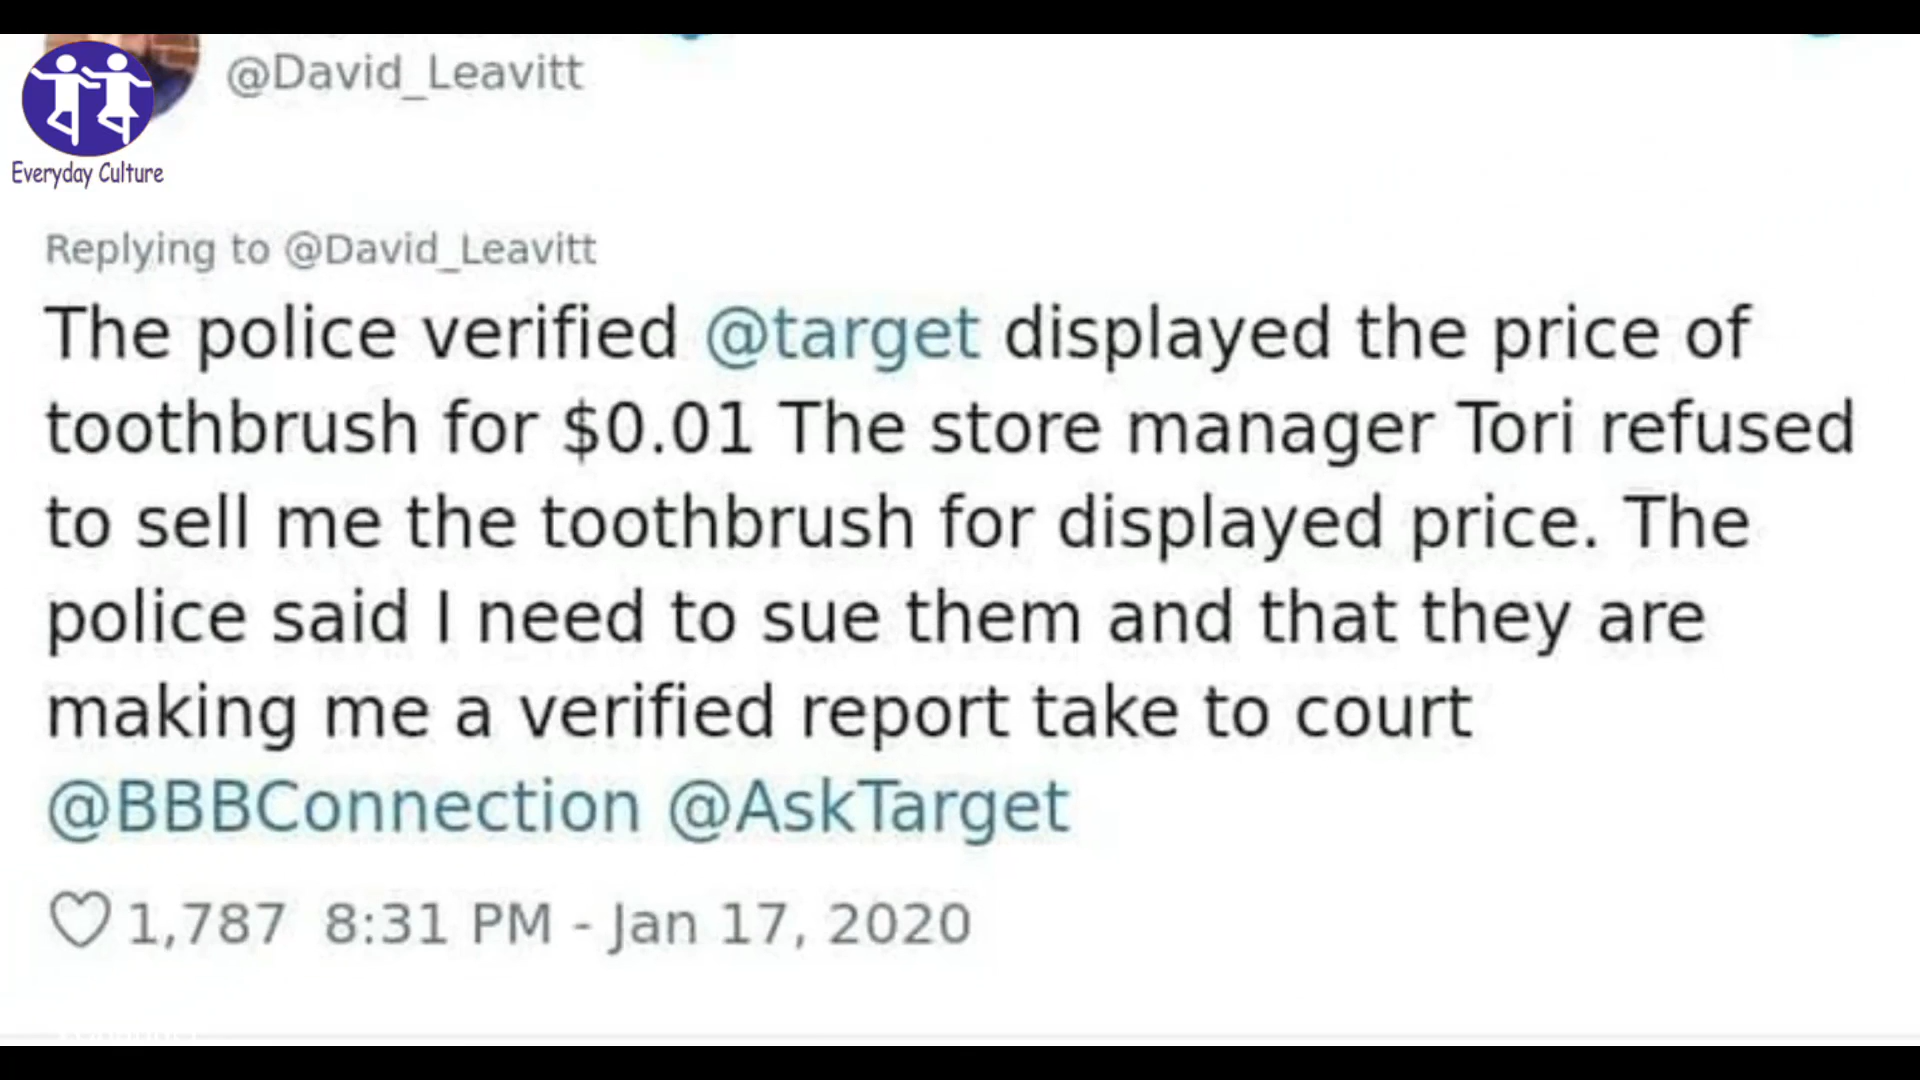 @David_Leavitt
Everyday Culture
Replying to @David_Leavitt
The police verified @target displayed the price of
toothbrush for $0.01 The store manager Tori refused
to sell me the toothbrush for displayed price. The
police said I need to sue them and that they are
making me a verified report take to court
@BBBConnection @AskTarget
1,787 8:31 PM - Jan 17, 2020